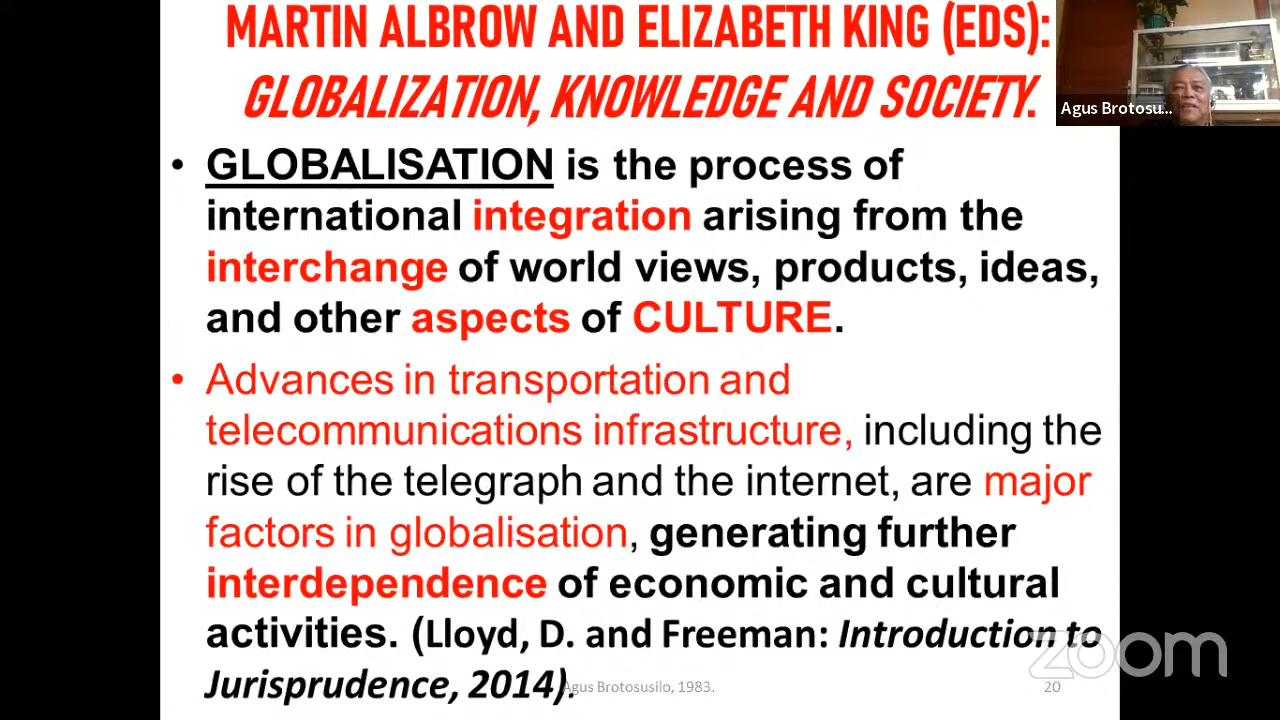 MARTIN ALBROW AND ELIZABETH KING (EDS):
GLOBALIZATION, KNOWLEDGE AND SOCIETY.
Agus Brotosu...
• GLOBALISATION is the process of
international integration arising from the
interchange of world views, products, ideas,
and other aspects of CULTURE.
• Advances in transportation and
telecommunications infrastructure, including the
rise of the telegraph and the internet, are major
factors in globalisation, generating further
interdependence of economic and cultural
activities. (Lloyd, D. and Freeman: Introduction to
Jurisprudence, 2014).
Agus Brotosusilo, 1983.
20
zoom